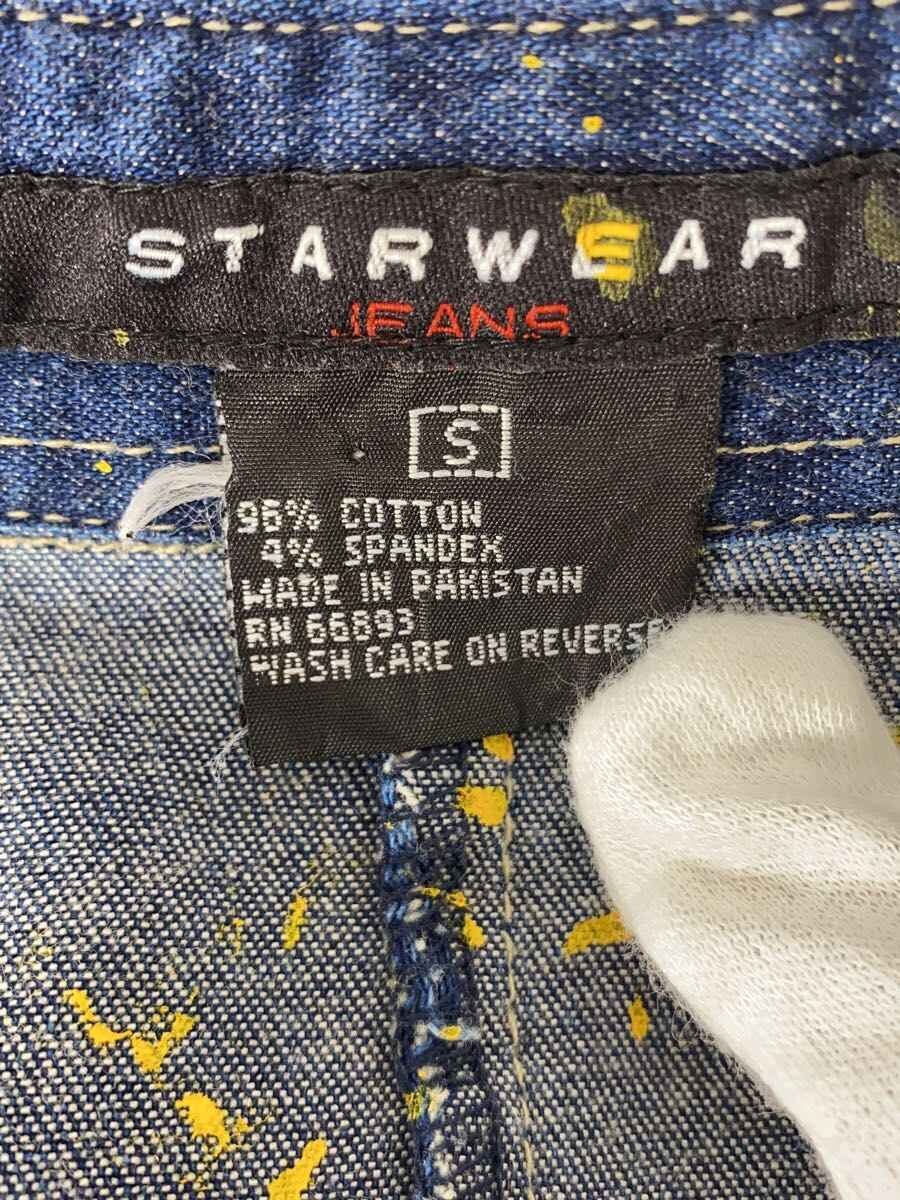 STARWEAR
JEANS
S
96% COTTON
4% SPANDEX
MADE IN PAKISTAN
RN 66893
WASH CARE ON REVERSE